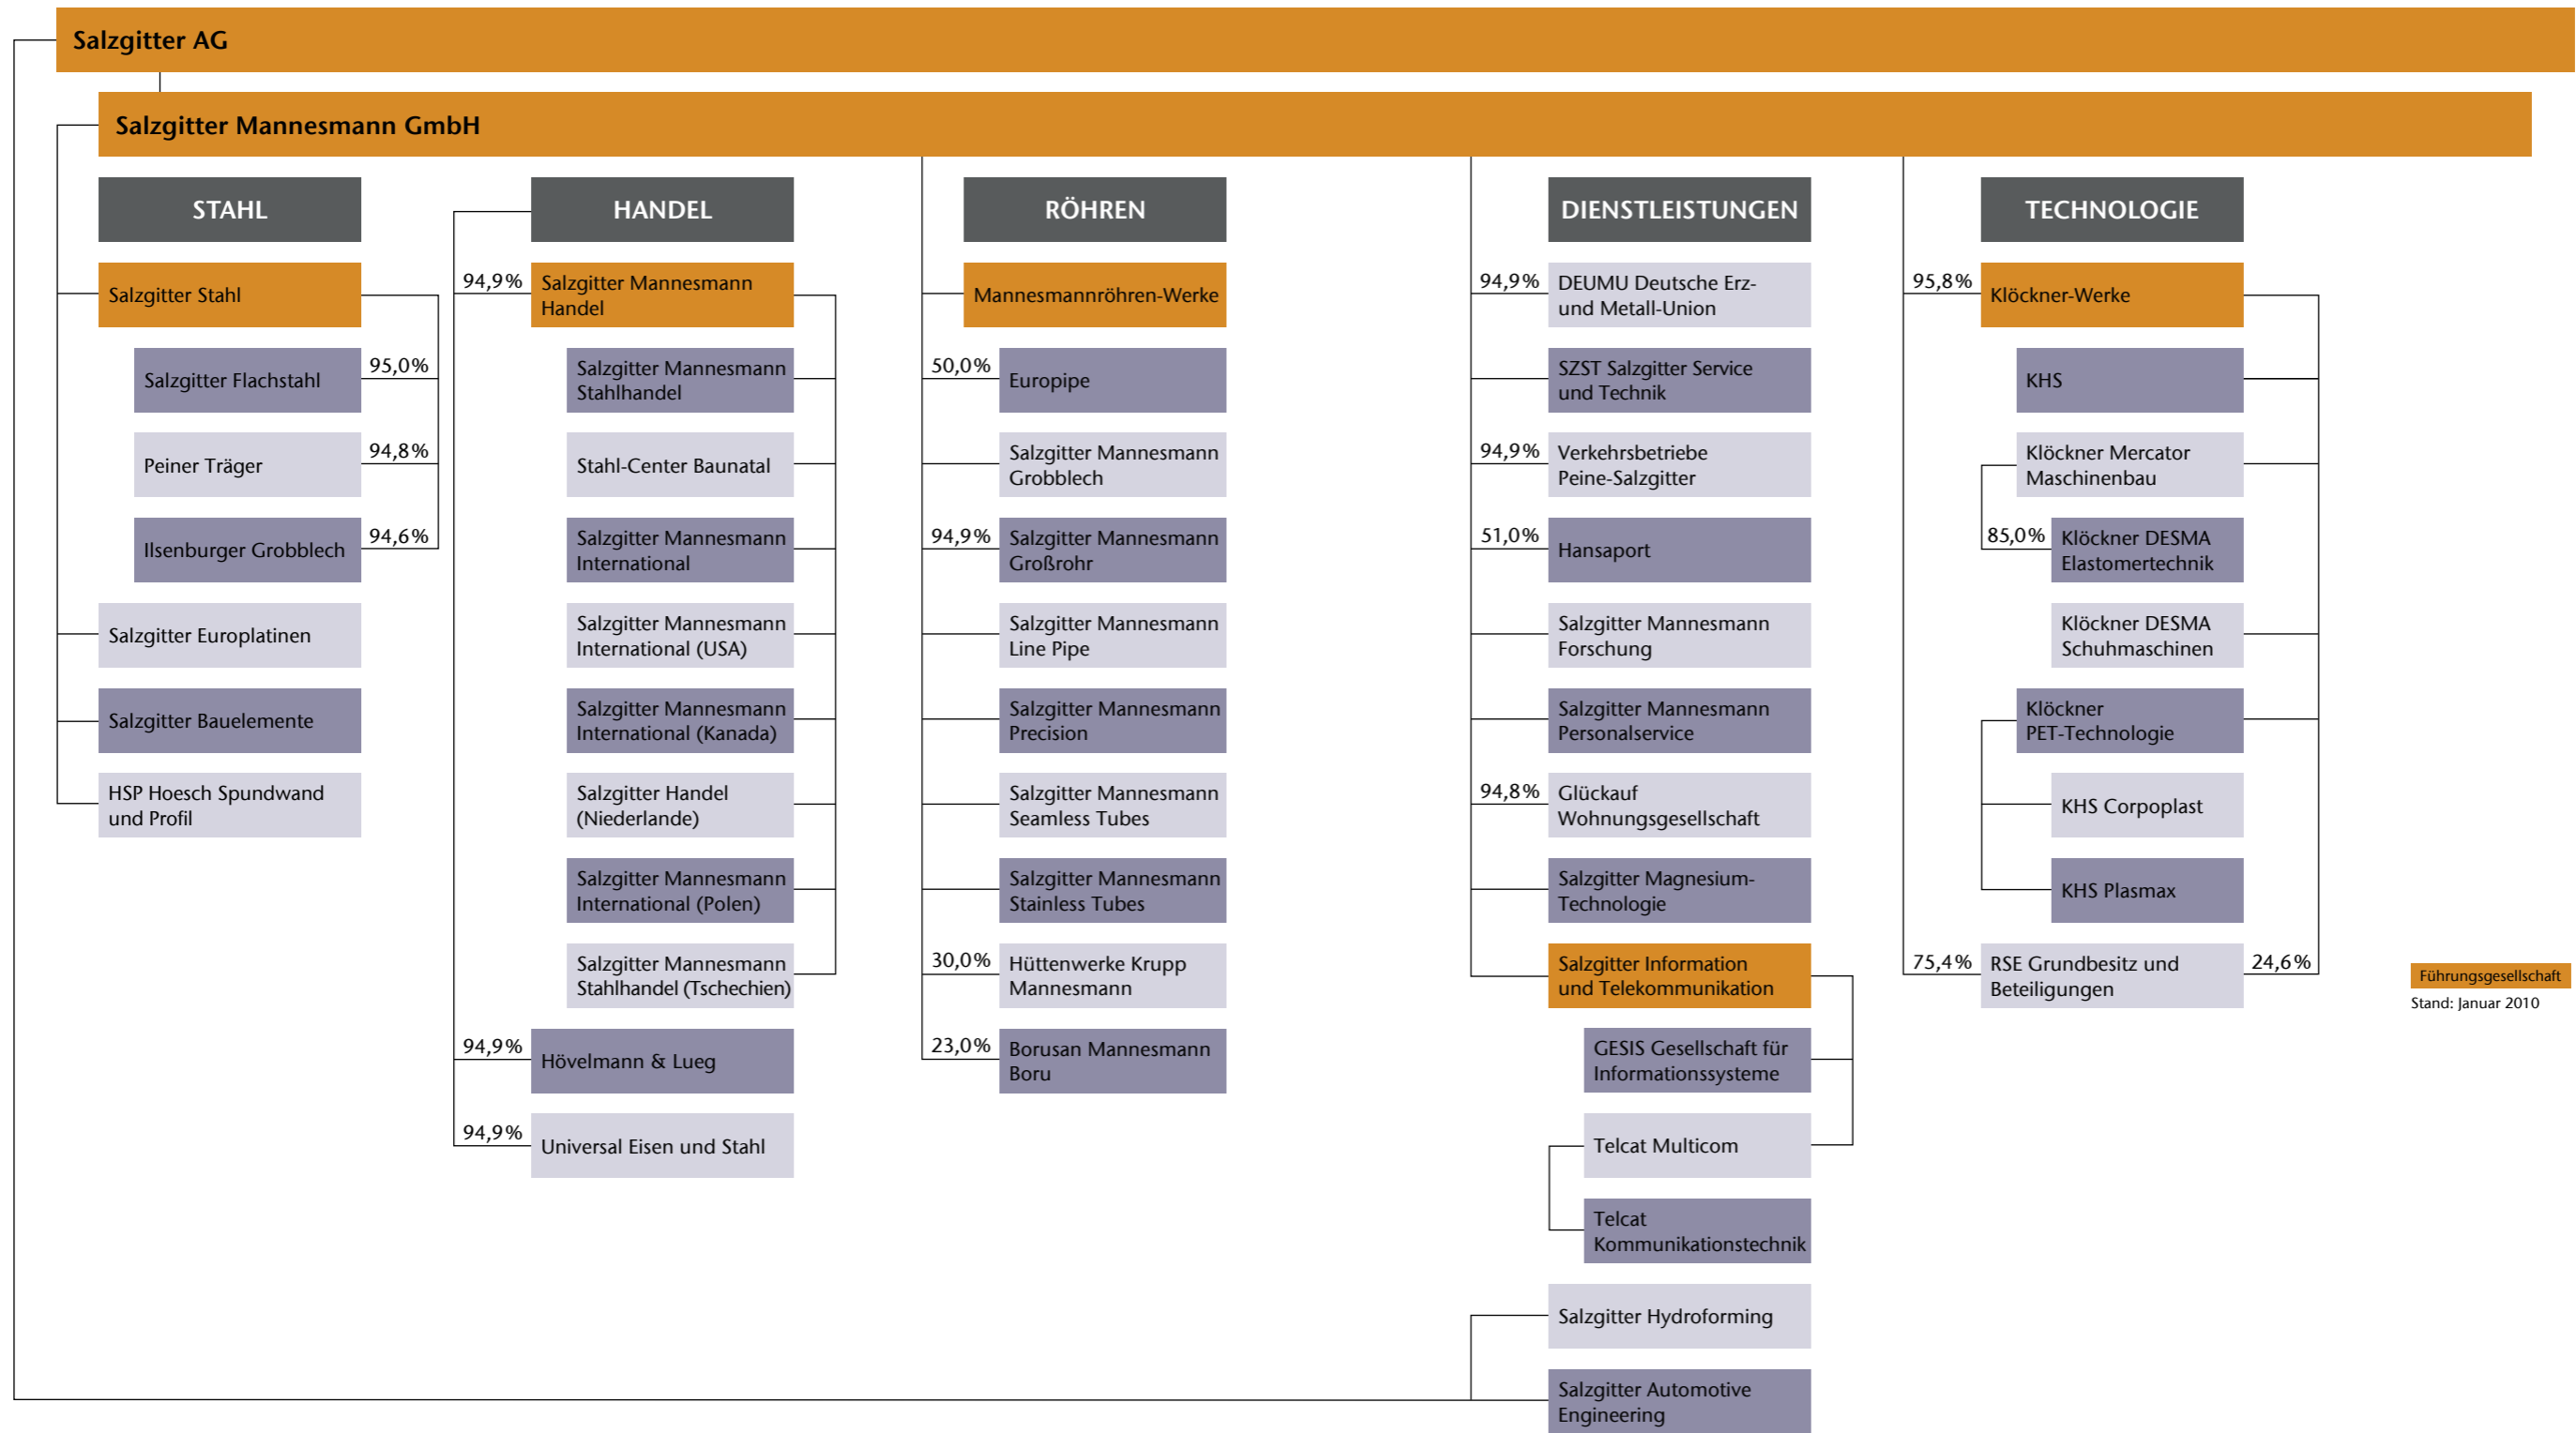 Salzgitter AG
Salzgitter Mannesmann GmbH
STAHL
Salzgitter Stahl
Salzgitter Flachstahl
95,0%
Peiner Träger
94,8%
Ilsenburger Grobblech
94,6%
Salzgitter Europlatinen
Salzgitter Bauelemente
HSP Hoesch Spundwand
und Profil
HANDEL
94,9%
Salzgitter Mannesmann
Handel
Salzgitter Mannesmann
Stahlhandel
Stahl-Center Baunatal
Salzgitter Mannesmann
International
Salzgitter Mannesmann
International (USA)
Salzgitter Mannesmann
International (Kanada)
Salzgitter Handel
(Niederlande)
Salzgitter Mannesmann
International (Polen)
Salzgitter Mannesmann
Stahlhandel (Tschechien)
94,9%
Hövelmann & Lueg
94,9%
Universal Eisen und Stahl
RÖHREN
Mannesmannröhren-Werke
50,0%
Europipe
Salzgitter Mannesmann
Grobblech
94,9%
Salzgitter Mannesmann
Großrohr
Salzgitter Mannesmann
Line Pipe
Salzgitter Mannesmann
Precision
Salzgitter Mannesmann
Seamless Tubes
Salzgitter Mannesmann
Stainless Tubes
30,0%
Hüttenwerke Krupp
Mannesmann
23,0%
Borusan Mannesmann
Boru
DIENSTLEISTUNGEN
94,9%
DEUMU Deutsche Erz-
und Metall-Union
SZST Salzgitter Service
und Technik
94,9%
Verkehrsbetriebe
Peine-Salzgitter
51,0%
Hansaport
Salzgitter Mannesmann
Forschung
Salzgitter Mannesmann
Personalservice
94,8%
Glückauf
Wohnungsgesellschaft
Salzgitter Magnesium-
Technologie
Salzgitter Information
und Telekommunikation
GESIS Gesellschaft für
Informationssysteme
Telcat Multicom
Telcat
Kommunikationstechnik
Salzgitter Hydroforming
Salzgitter Automotive
Engineering
TECHNOLOGIE
95,8%
Klöckner-Werke
KHS
Klöckner Mercator
Maschinenbau
85,0%
Klöckner DESMA
Elastomertechnik
Klöckner DESMA
Schuhmaschinen
Klöckner
PET-Technologie
KHS Corpoplast
KHS Plasmax
75,4%
RSE Grundbesitz und
Beteiligungen
24,6%
Führungsgesellschaft
Stand: Januar 2010